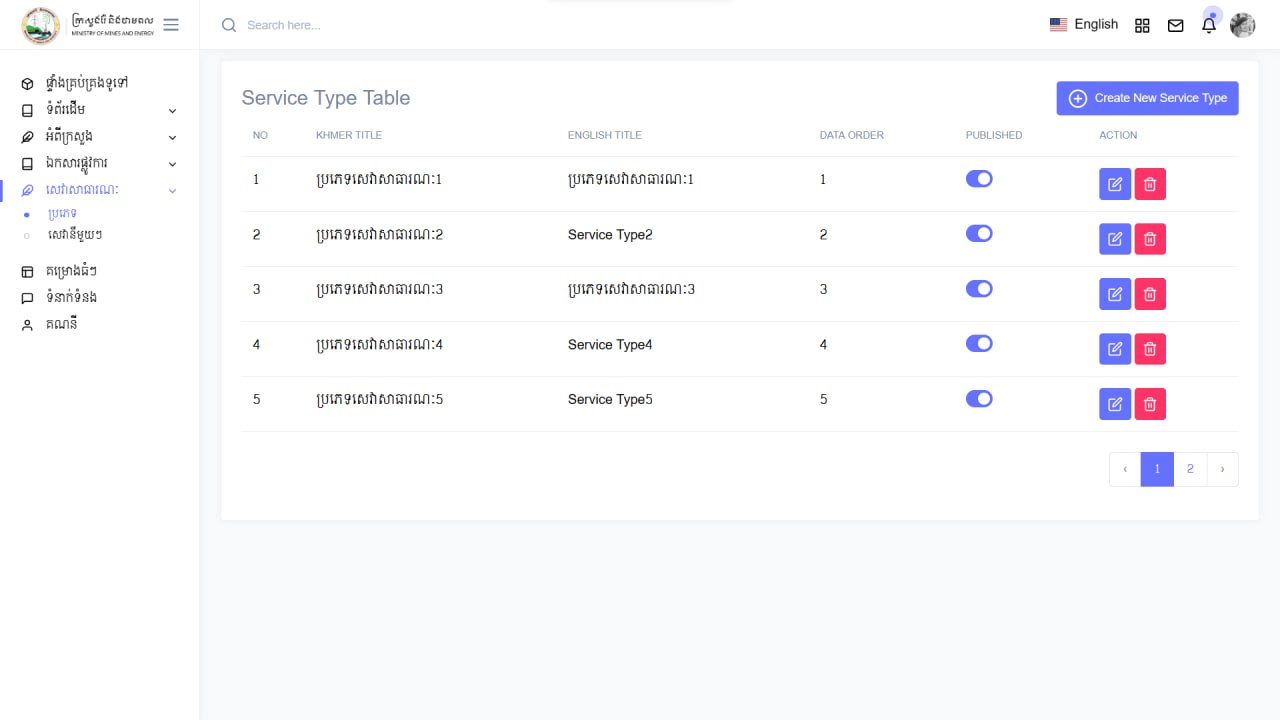 ក្រសួងរ៉ែ និងថាមពល
MINISTRY OF MINES AND ENERGY
Search here...
English
ផ្ទាំងគ្រប់គ្រងទូទៅ
ទំព័រដើម
អំពីក្រសួង
ឯកសារផ្លូវការ
សេវាសាធារណៈ
ប្រភេទ
សេវានីមួយៗ
គម្រោងធំៗ
ទំនាក់ទំនង
គណនី
Service Type Table
Create New Service Type
NO KHMER TITLE ENGLISH TITLE DATA ORDER PUBLISHED ACTION
1 ប្រភេទសេវាសាធារណៈ1 ប្រភេទសេវាសាធារណៈ1 1
2 ប្រភេទសេវាសាធារណៈ2 Service Type2 2
3 ប្រភេទសេវាសាធារណៈ3 ប្រភេទសេវាសាធារណៈ3 3
4 ប្រភេទសេវាសាធារណៈ4 Service Type4 4
5 ប្រភេទសេវាសាធារណៈ5 Service Type5 5
‹ 1 2 ›